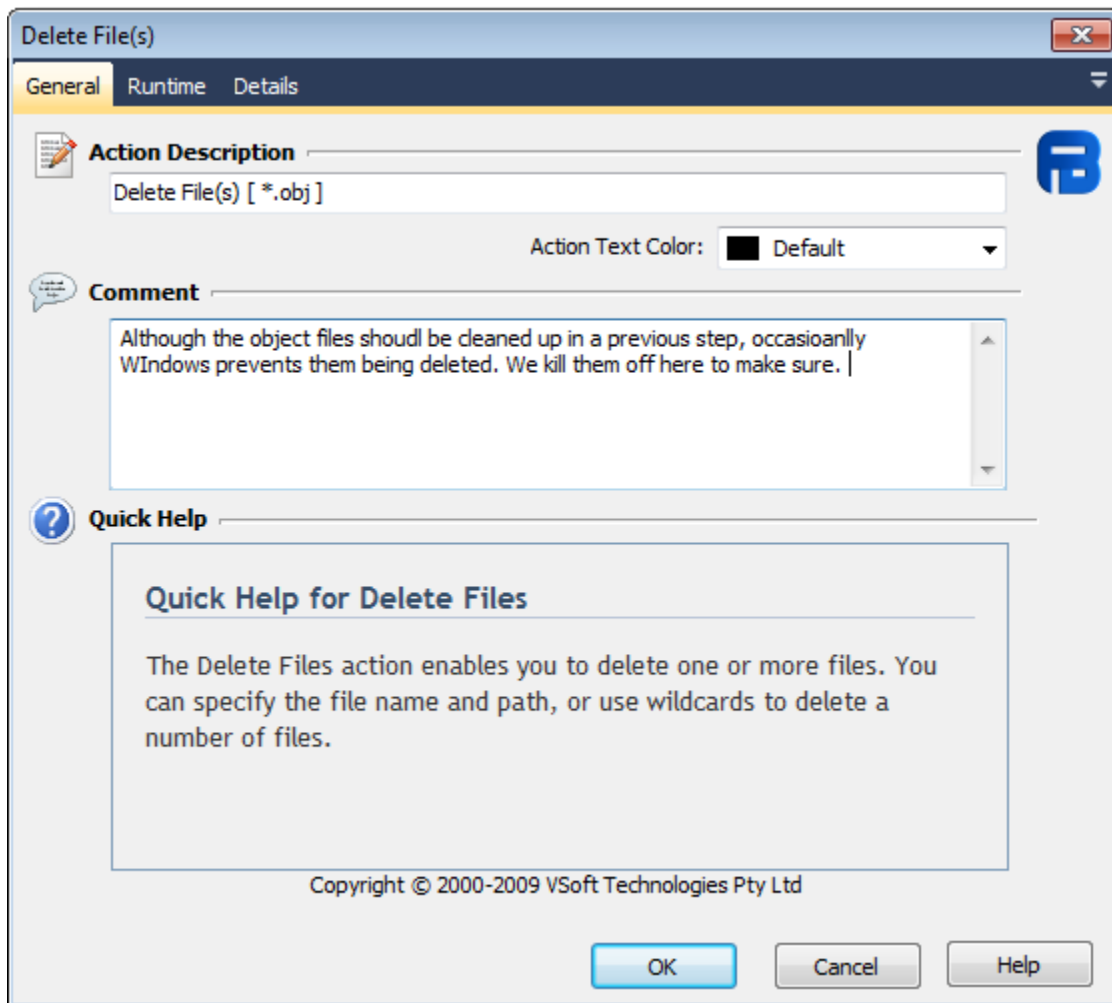 Delete File(s)
General Runtime Details
Action Description
Delete File(s) [ *.obj ]
Action Text Color: Default
Comment
Although the object files shoudl be cleaned up in a previous step, occasioanlly
WIndows prevents them being deleted. We kill them off here to make sure.
Quick Help
Quick Help for Delete Files
The Delete Files action enables you to delete one or more files. You
can specify the file name and path, or use wildcards to delete a
number of files.
Copyright © 2000-2009 VSoft Technologies Pty Ltd
OK Cancel Help